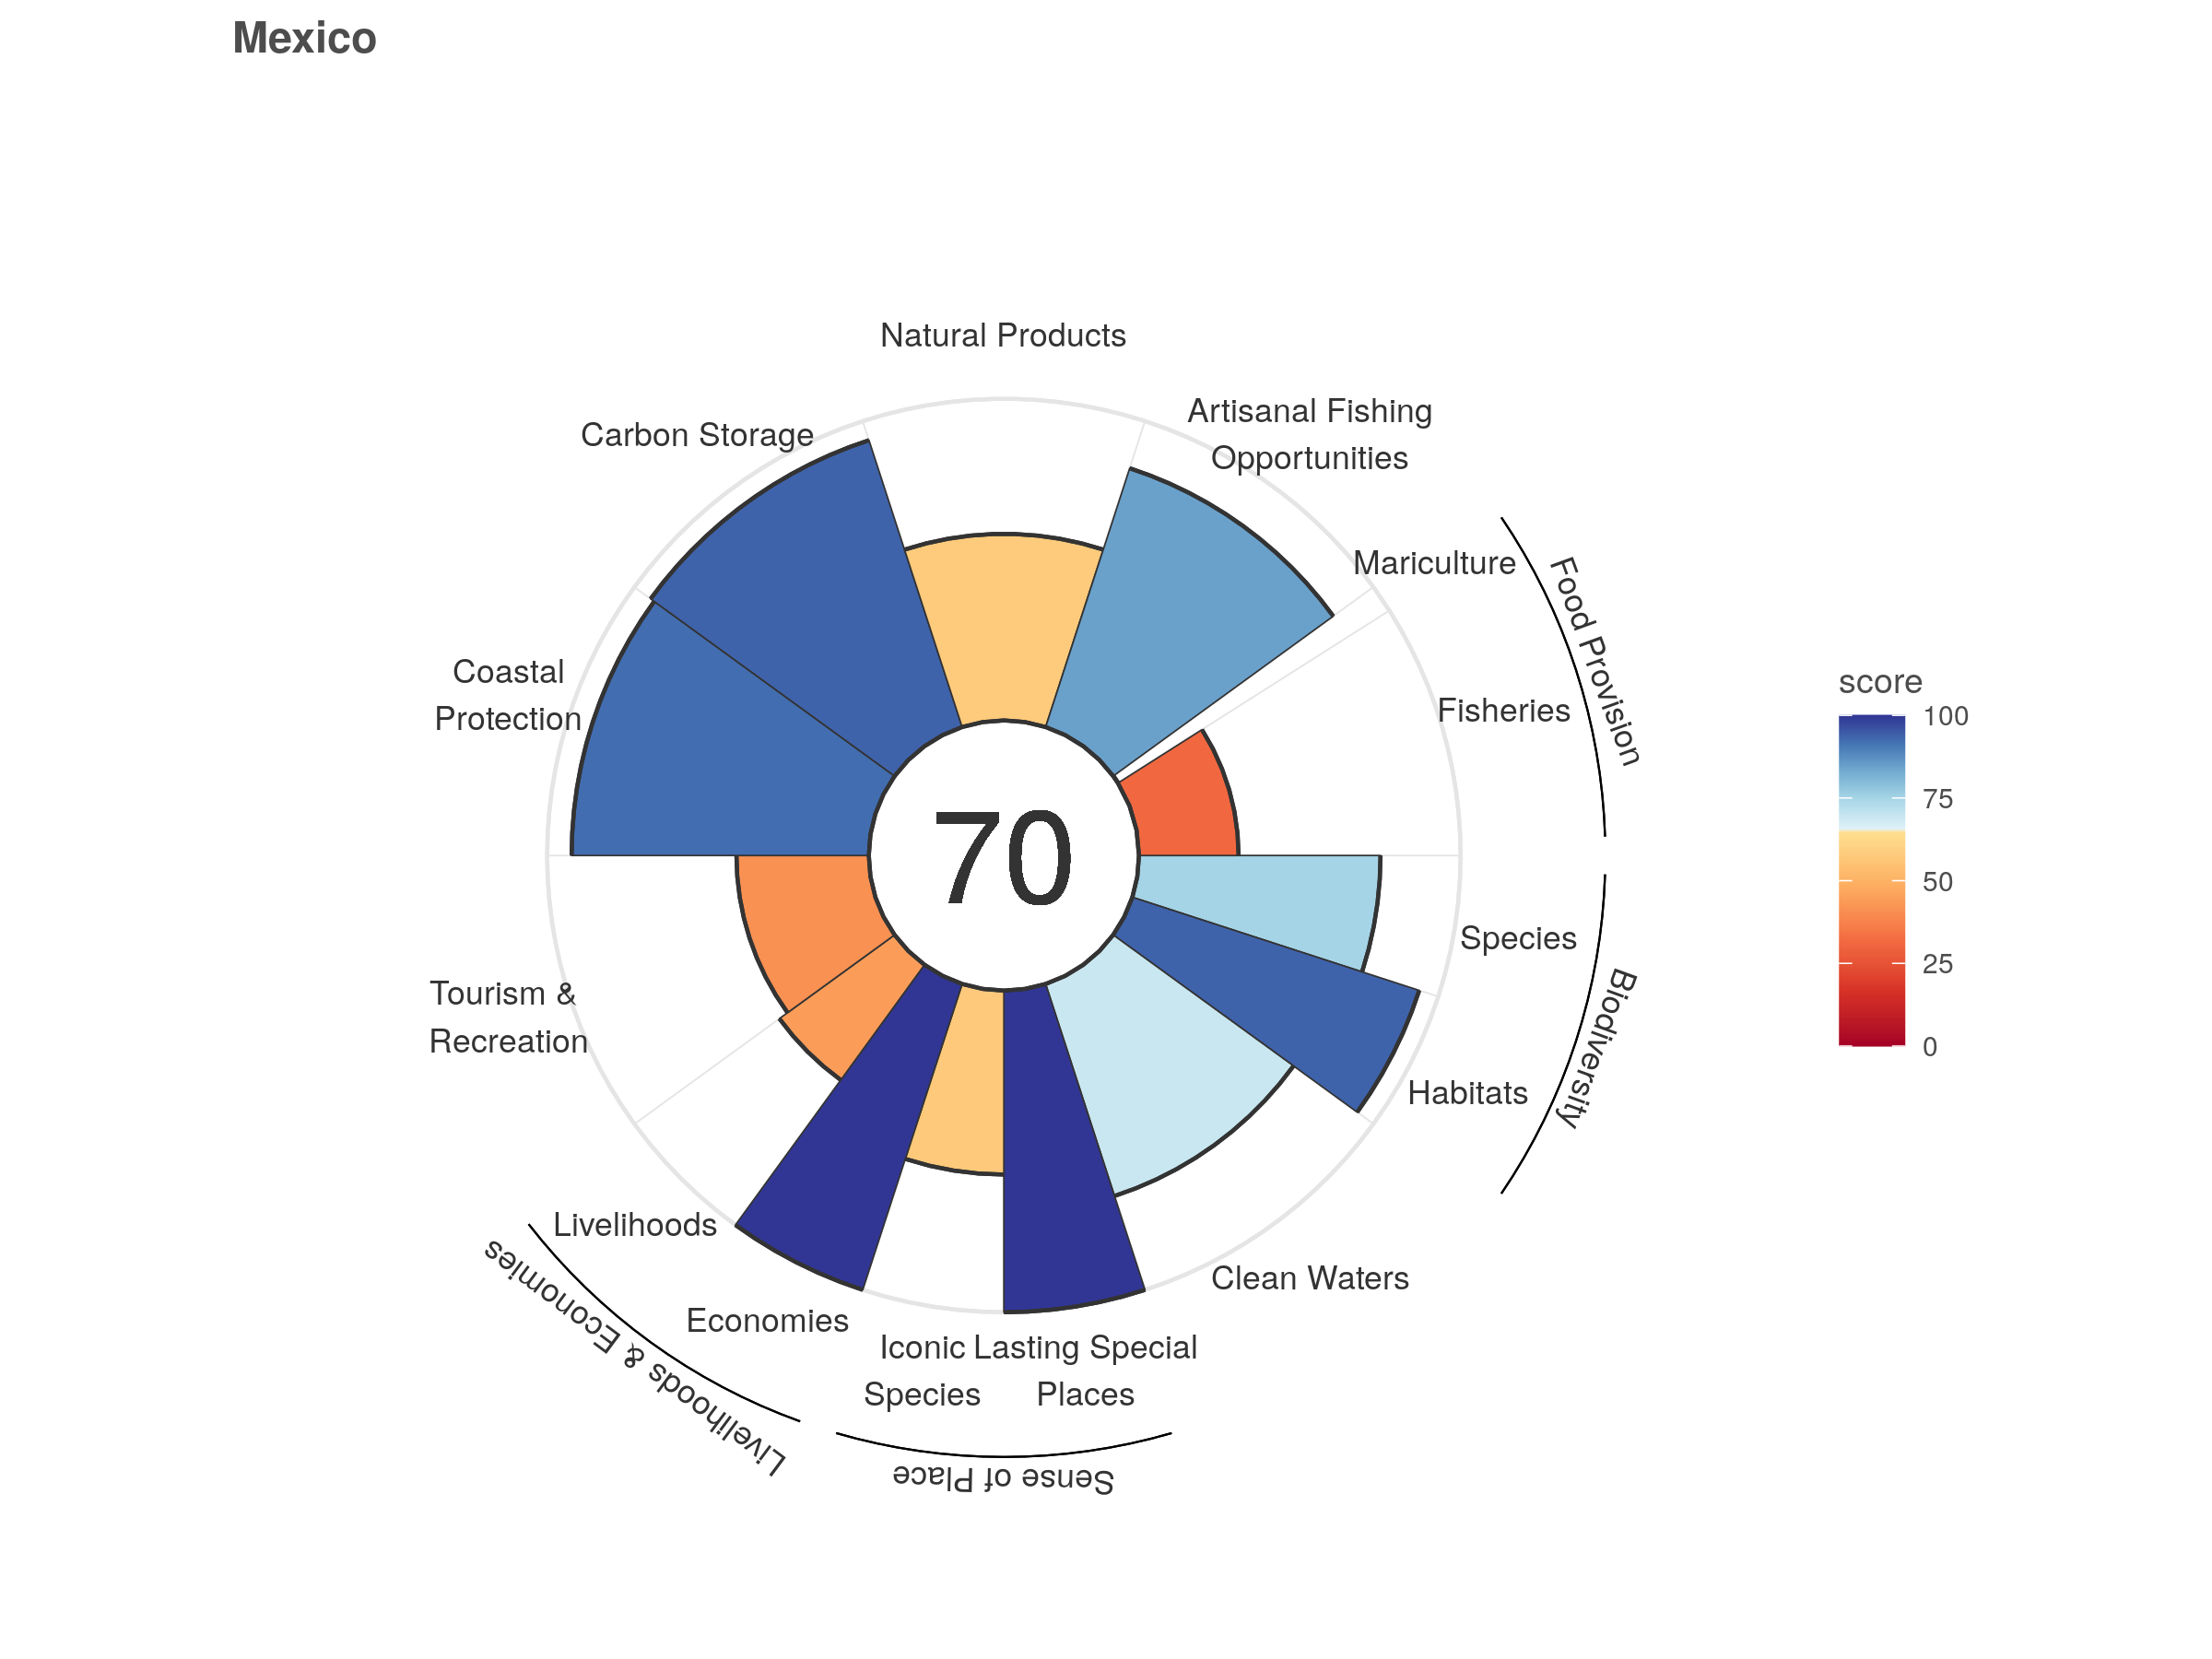 Mexico
Natural Products
Artisanal Fishing
Opportunities
Carbon Storage
Mariculture
Food Provision
Fisheries
Coastal
Protection
70
Species
Biodiversity
Habitats
Tourism &
Recreation
Clean Waters
Livelihoods
Economies
Livelihoods & Economies
Iconic
Species
Lasting Special
Places
Sense of Place
score
100
75
50
25
0